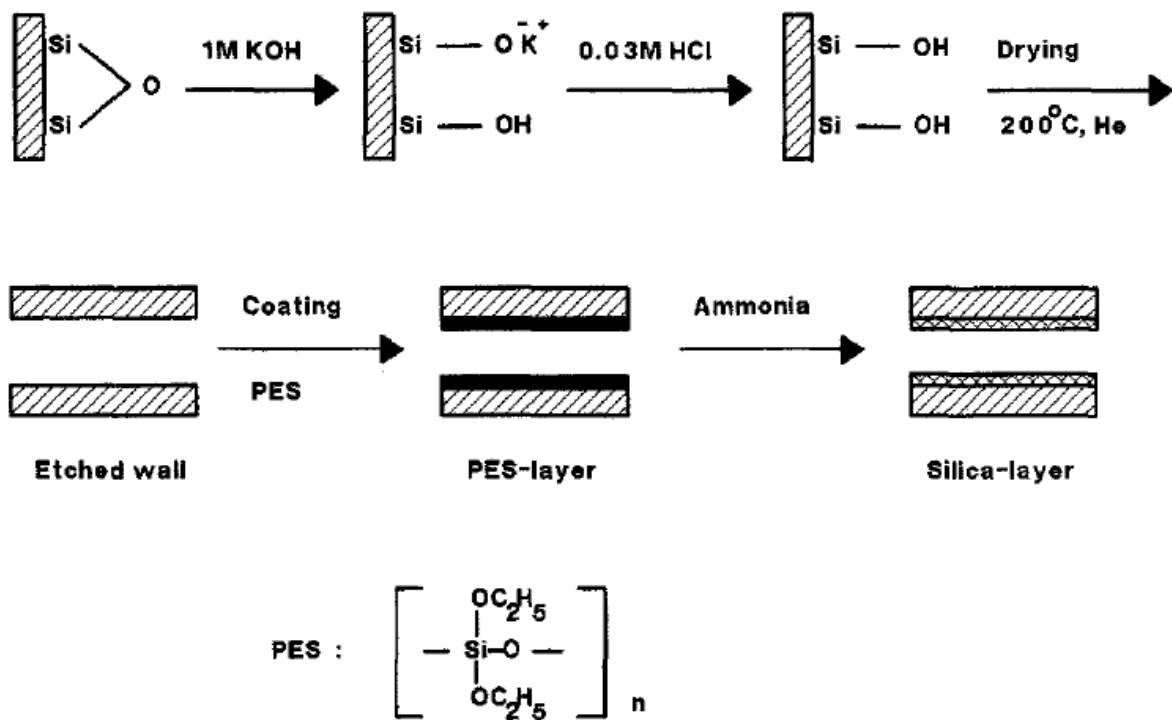 Si
O
Si
1M KOH
Si — O⁻K⁺
Si — OH
0.03M HCl
Si — OH
Si — OH
Drying
200°C, He
Coating
PES
Ammonia
Etched wall
PES-layer
Silica-layer
PES :
OC₂H₅
— Si—O —
OC₂H₅
n